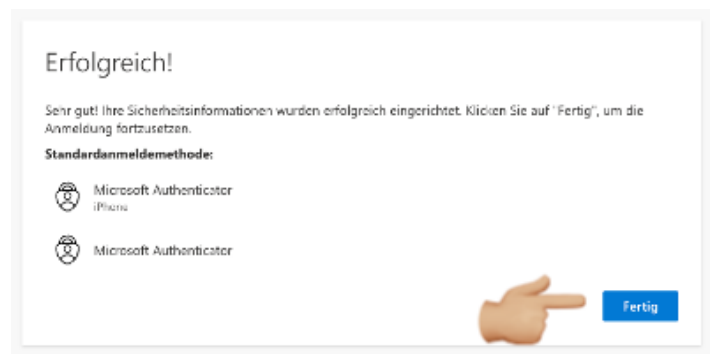 Erfolgreich!
Sehr gut! Ihre Sicherheitsinformationen wurden erfolgreich eingerichtet. Klicken Sie auf "Fertig", um die
Anmeldung fortzusetzen.
Standardanmeldemethode:
Microsoft Authenticator
iPhone
Microsoft Authenticator
Fertig